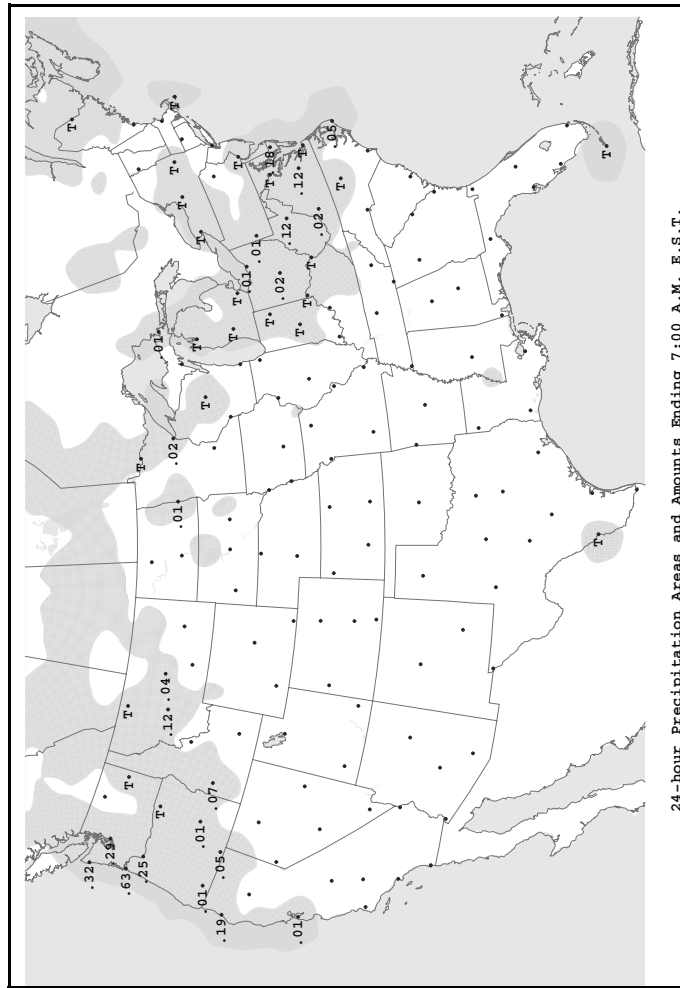 T
.32
.29
.63
T
T
T
.25
.01
T
.04
.12
.02
T
T
.01
T
T
.01
T
.01
T
.07
.05
.19
T
T
T
.01
.01
T
T
.18
.02
.12
.01
.12
T
T
T
T
.02
.05
T
T
T
24-hour Precipitation Areas and Amounts Ending 7:00 A.M. E.S.T.